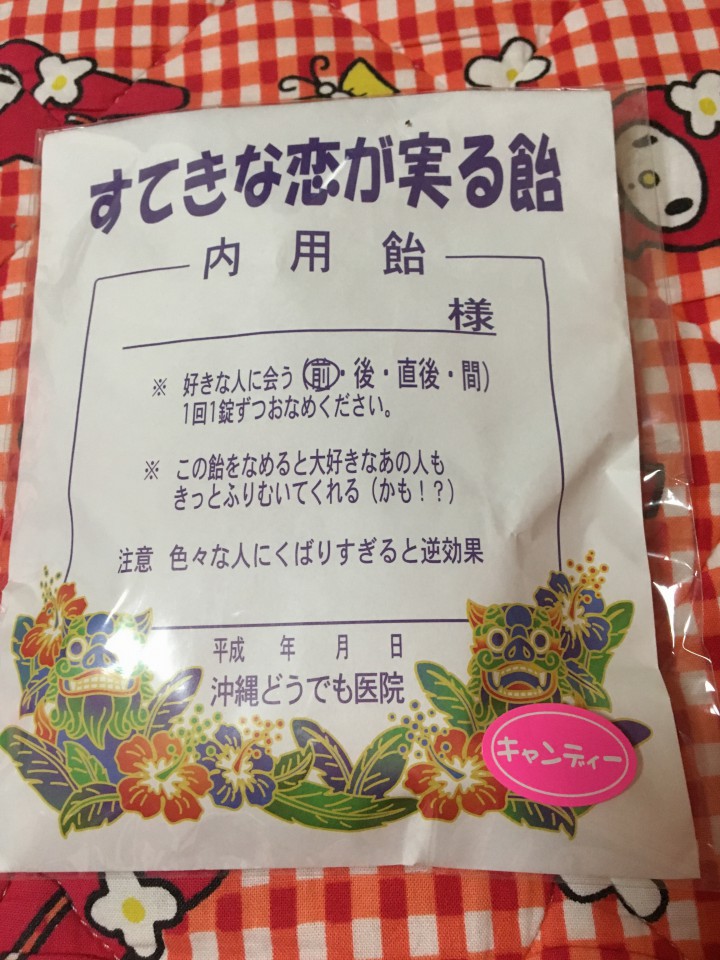 すてきな恋が実る飴
内用飴
様
※ 好きな人に会う(前・後・直後・間)
1回1錠ずつおなめください。
※ この飴をなめると大好きなあの人も
きっとふりむいてくれる(かも!?)
注意 色々な人にくばりすぎると逆効果
平成 年 月 日
沖縄どうでも医院
キャンディー